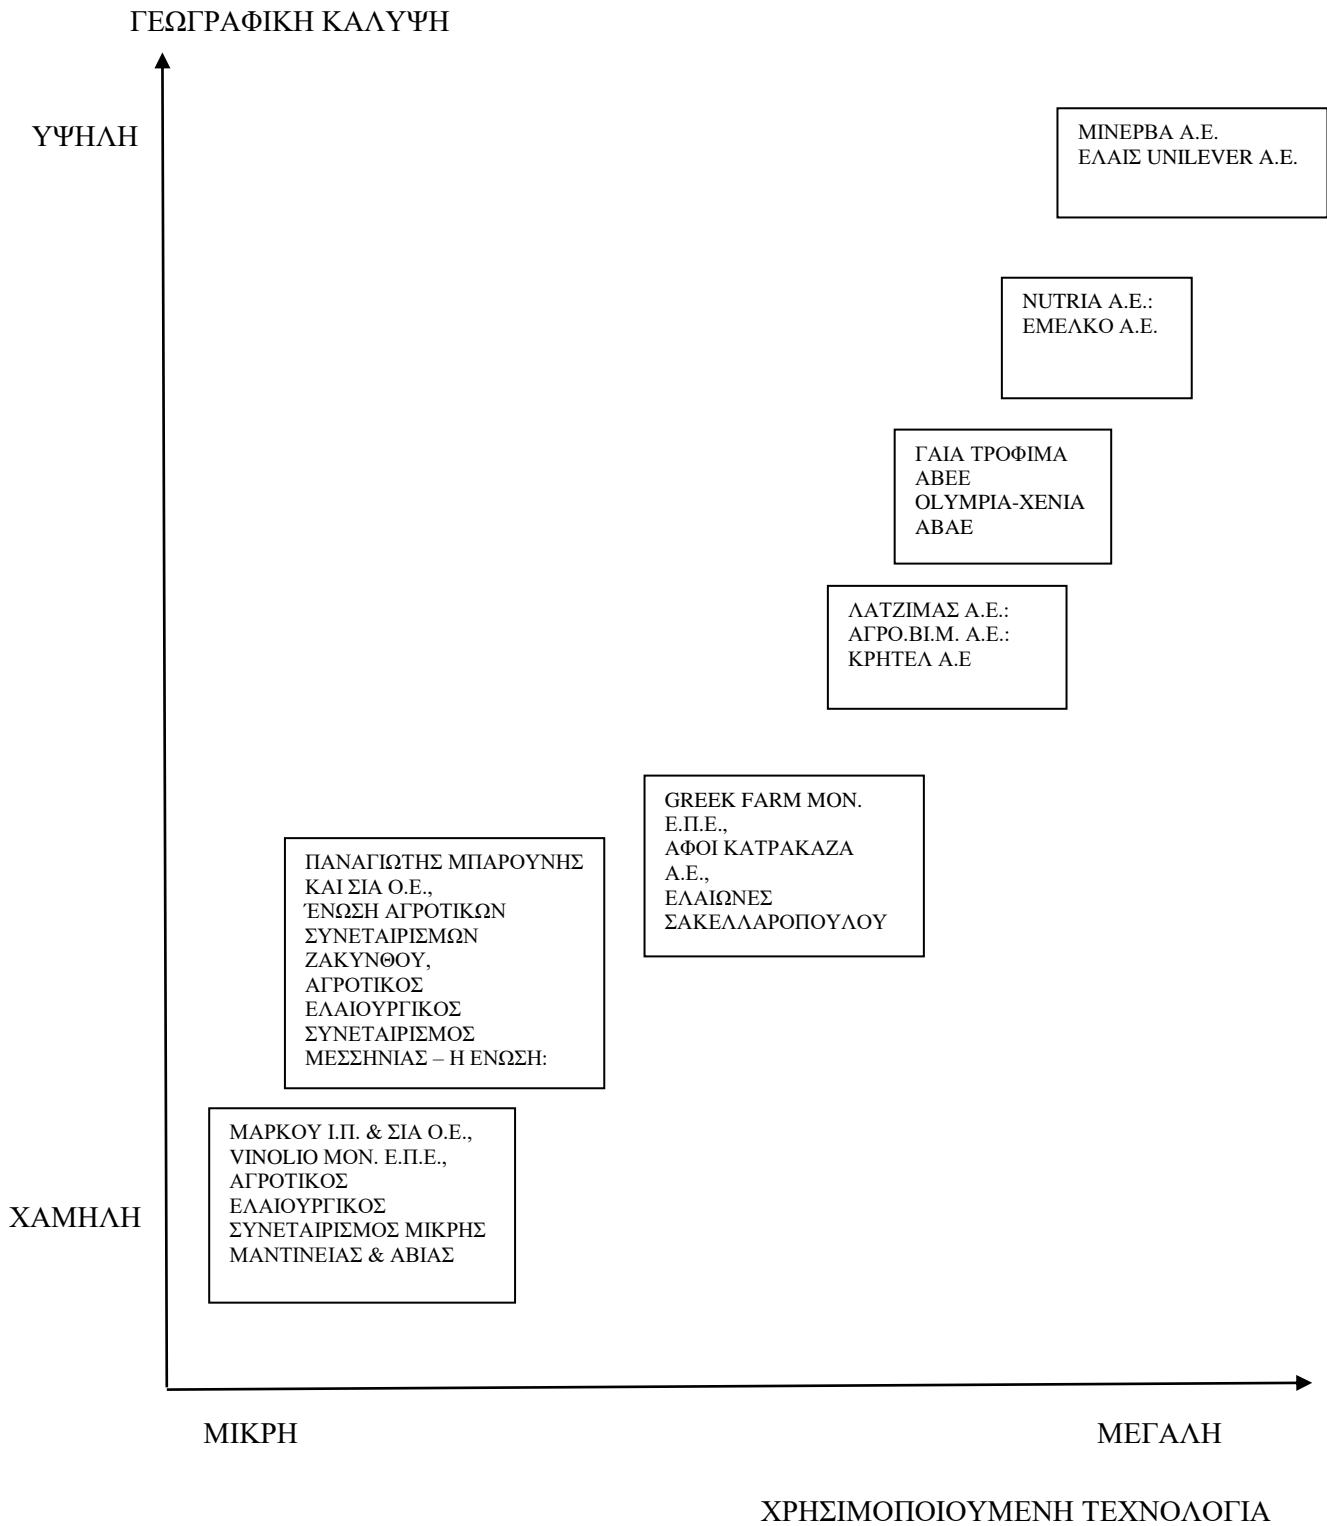 ΓΕΩΓΡΑΦΙΚΗ ΚΑΛΥΨΗ
ΥΨΗΛΗ
ΜΙΝΕΡΒΑ Α.Ε.
ΕΛΑΙΣ UNILEVER Α.Ε.
NUTRIA Α.Ε.:
ΕΜΕΛΚΟ Α.Ε.
ΓΑΙΑ ΤΡΟΦΙΜΑ
ΑΒΕΕ
OLYMPIA-XENIA
ΑΒΑΕ
ΛΑΤΖΙΜΑΣ Α.Ε.:
ΑΓΡΟ.ΒΙ.Μ. Α.Ε.:
ΚΡΗΤΕΛ Α.Ε
GREEK FARM ΜΟΝ.
Ε.Π.Ε.,
ΑΦΟΙ ΚΑΤΡΑΚΑΖΑ
Α.Ε.,
ΕΛΑΙΩΝΕΣ
ΣΑΚΕΛΛΑΡΟΠΟΥΛΟΥ
ΠΑΝΑΓΙΩΤΗΣ ΜΠΑΡΟΥΝΗΣ
ΚΑΙ ΣΙΑ Ο.Ε.,
ΈΝΩΣΗ ΑΓΡΟΤΙΚΩΝ
ΣΥΝΕΤΑΙΡΙΣΜΩΝ
ΖΑΚΥΝΘΟΥ,
ΑΓΡΟΤΙΚΟΣ
ΕΛΑΙΟΥΡΓΙΚΟΣ
ΣΥΝΕΤΑΙΡΙΣΜΟΣ
ΜΕΣΣΗΝΙΑΣ – Η ΕΝΩΣΗ:
ΜΑΡΚΟΥ Ι.Π. & ΣΙΑ Ο.Ε.,
VINOLIO ΜΟΝ. Ε.Π.Ε.,
ΑΓΡΟΤΙΚΟΣ
ΕΛΑΙΟΥΡΓΙΚΟΣ
ΣΥΝΕΤΑΙΡΙΣΜΟΣ ΜΙΚΡΗΣ
ΜΑΝΤΙΝΕΙΑΣ & ΑΒΙΑΣ
ΧΑΜΗΛΗ
ΜΙΚΡΗ
ΜΕΓΑΛΗ
ΧΡΗΣΙΜΟΠΟΙΟΥΜΕΝΗ ΤΕΧΝΟΛΟΓΙΑ